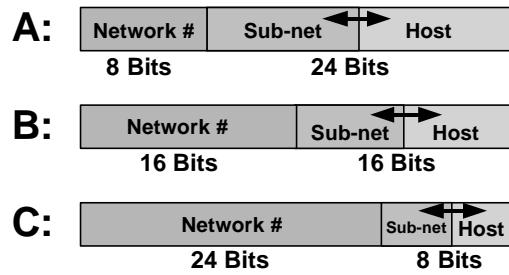 A: Network # Sub-net Host
8 Bits 24 Bits
B: Network # Sub-net Host
16 Bits 16 Bits
C: Network # Sub-net Host
24 Bits 8 Bits